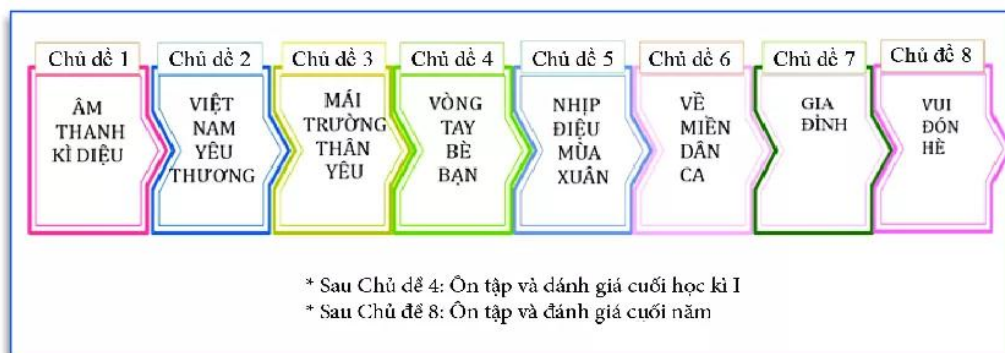 Chủ đề 1
ÂM
THANH
KÌ DIỆU
Chủ đề 2
VIỆT
NAM
YÊU
THƯƠNG
Chủ đề 3
MÁI
TRƯỜNG
THÂN
YÊU
Chủ đề 4
VÒNG
TAY
BÈ
BẠN
Chủ đề 5
NHỊP
ĐIỆU
MÙA
XUÂN
Chủ đề 6
VỀ
MIỀN
DÂN
CA
Chủ đề 7
GIA
ĐÌNH
Chủ đề 8
VUI
ĐÓN
HÈ
* Sau Chủ đề 4: Ôn tập và đánh giá cuối học kì I
* Sau Chủ đề 8: Ôn tập và đánh giá cuối năm